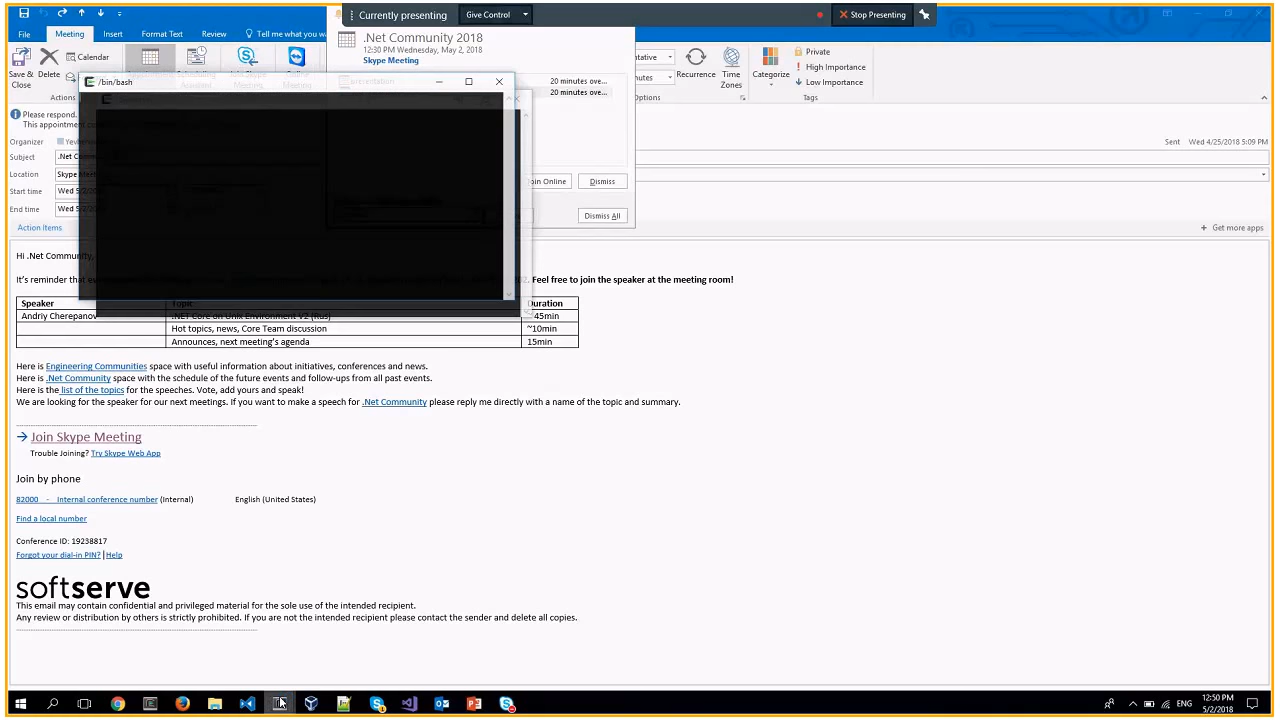 Currently presenting
Give Control
Stop Presenting
File
Meeting
Insert
Format Text
Review
Tell me what you
.Net Community 2018
12:30 PM Wednesday, May 2, 2018
Skype Meeting
Save &
Close
Delete
Calendar
Actions
Recurrence
Time
Zones
Categorize
Private
High Importance
Low Importance
Options
Tags
/bin/bash
20 minutes ove...
20 minutes ove...
Please respond.
This appointment
Organizer
Sent
Wed 4/25/2018 5:09 PM
Subject
.Net
Location
Skype
Start time
Wed
End time
Wed
Join Online
Dismiss
Dismiss All
Action Items
Get more apps
Hi .Net Community,
It's reminder that
Feel free to join the speaker at the meeting room!
Speaker
Topic
Duration
Andriy Cherepanov
.NET Core on Unix Environment V2 (Rus)
45min
Hot topics, news, Core Team discussion
~10min
Announces, next meeting's agenda
15min
Here is Engineering Communities space with useful information about initiatives, conferences and news.
Here is .Net Community space with the schedule of the future events and follow-ups from all past events.
Here is the list of the topics for the speeches. Vote, add yours and speak!
We are looking for the speaker for our next meetings. If you want to make a speech for .Net Community please reply me directly with a name of the topic and summary.
Join Skype Meeting
Trouble Joining? Try Skype Web App
Join by phone
82000 - Internal conference number (Internal)
English (United States)
Find a local number
Conference ID: 19238817
Forgot your dial-in PIN? | Help
softserve
This email may contain confidential and privileged material for the sole use of the intended recipient.
Any review or distribution by others is strictly prohibited. If you are not the intended recipient please contact the sender and delete all copies.
ENG
12:50 PM
5/2/2018